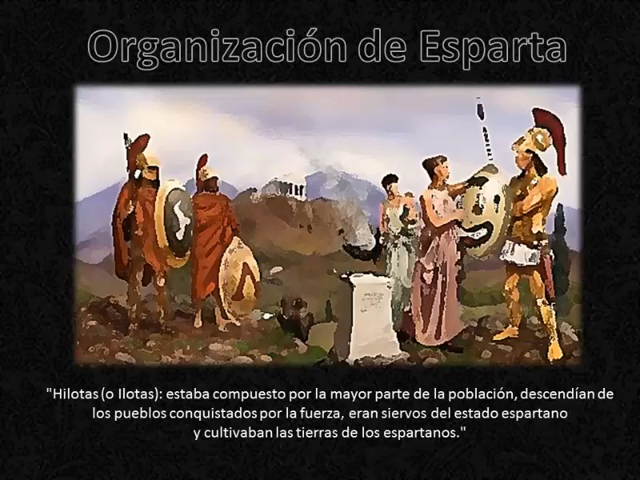 Organización de Esparta
"Hilotas (o Ilotas): estaba compuesto por la mayor parte de la población, descendían de
los pueblos conquistados por la fuerza, eran siervos del estado espartano
y cultivaban las tierras de los espartanos."